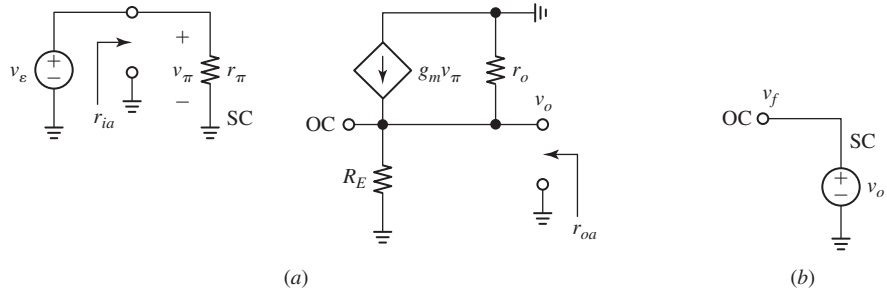 v_ε
+
−
r_ia
+
v_π
−
r_π
SC
g_m v_π
r_o
OC
v_o
R_E
r_oa
(a)
OC
v_f
SC
+
−
v_o
(b)